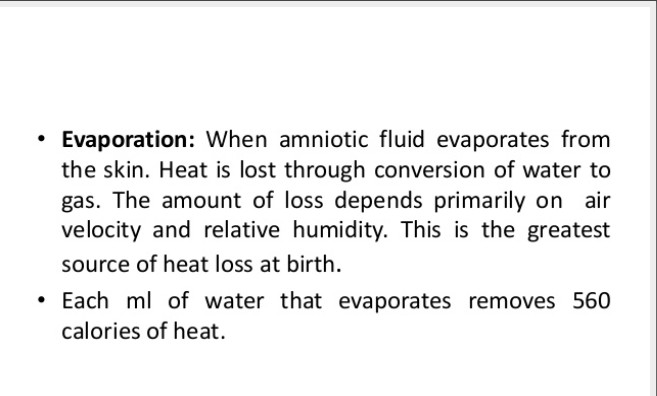 • Evaporation: When amniotic fluid evaporates from
the skin. Heat is lost through conversion of water to
gas. The amount of loss depends primarily on air
velocity and relative humidity. This is the greatest
source of heat loss at birth.
• Each ml of water that evaporates removes 560
calories of heat.